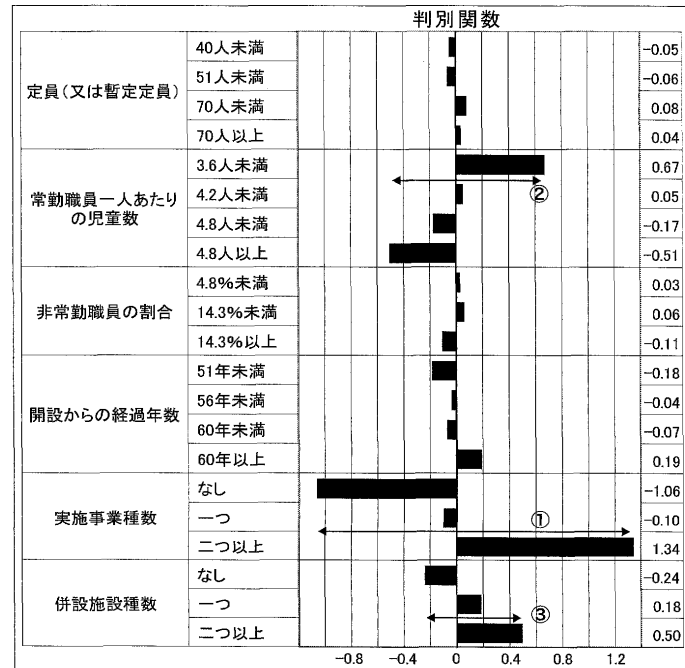 判別関数
定員(又は暫定定員)
40人未満 -0.05
51人未満 -0.06
70人未満 0.08
70人以上 0.04
常勤職員一人あたり
の児童数
3.6人未満 0.67
②
4.2人未満 0.05
4.8人未満 -0.17
4.8人以上 -0.51
非常勤職員の割合
4.8%未満 0.03
14.3%未満 0.06
14.3%以上 -0.11
開設からの経過年数
51年未満 -0.18
56年未満 -0.04
60年未満 -0.07
60年以上 0.19
実施事業種数
なし -1.06
一つ ① -0.10
二つ以上 1.34
併設施設種数
なし -0.24
一つ ③ 0.18
二つ以上 0.50
-0.8 -0.4 0 0.4 0.8 1.2